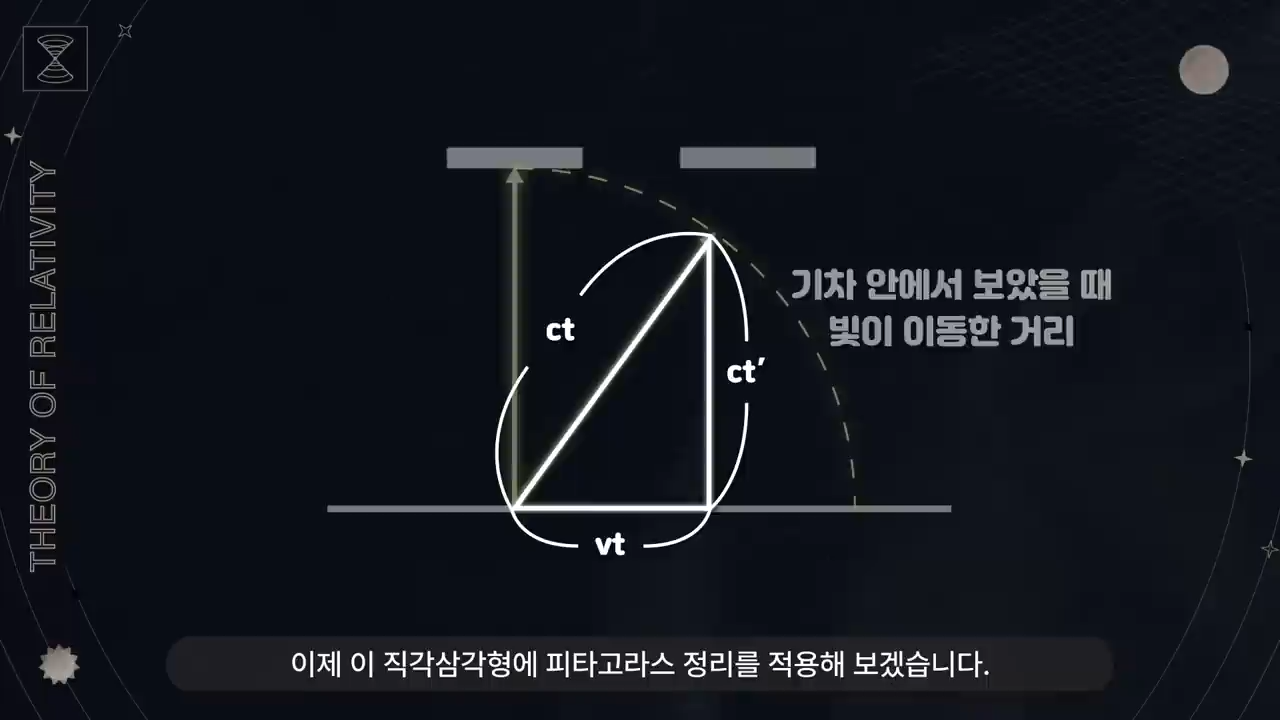 THEORY OF RELATIVITY
기차 안에서 보았을 때
빛이 이동한 거리
ct
ct′
vt
이제 이 직각삼각형에 피타고라스 정리를 적용해 보겠습니다.